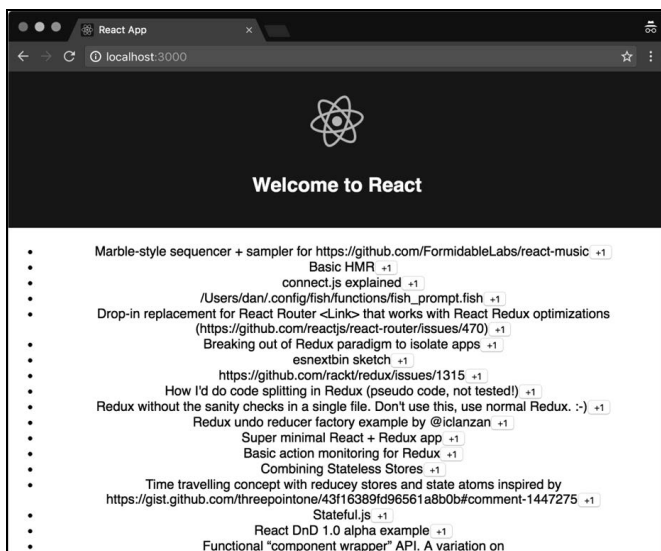 React App
localhost:3000
Welcome to React
Marble-style sequencer + sampler for https://github.com/FormidableLabs/react-music +1
Basic HMR +1
connect.js explained +1
/Users/dan/.config/fish/functions/fish_prompt.fish +1
Drop-in replacement for React Router <Link> that works with React Redux optimizations
(https://github.com/reactjs/react-router/issues/470) +1
Breaking out of Redux paradigm to isolate apps +1
esnextbin sketch +1
https://github.com/rackt/redux/issues/1315 +1
How I'd do code splitting in Redux (pseudo code, not tested!) +1
Redux without the sanity checks in a single file. Don't use this, use normal Redux. :-) +1
Redux undo reducer factory example by @iclanzan +1
Super minimal React + Redux app +1
Basic action monitoring for Redux +1
Combining Stateless Stores +1
Time travelling concept with reducey stores and state atoms inspired by
https://gist.github.com/threepointone/43f16389fd96561a8b0b#comment-1447275 +1
Stateful.js +1
React DnD 1.0 alpha example +1
Functional “component wrapper” API. A variation on